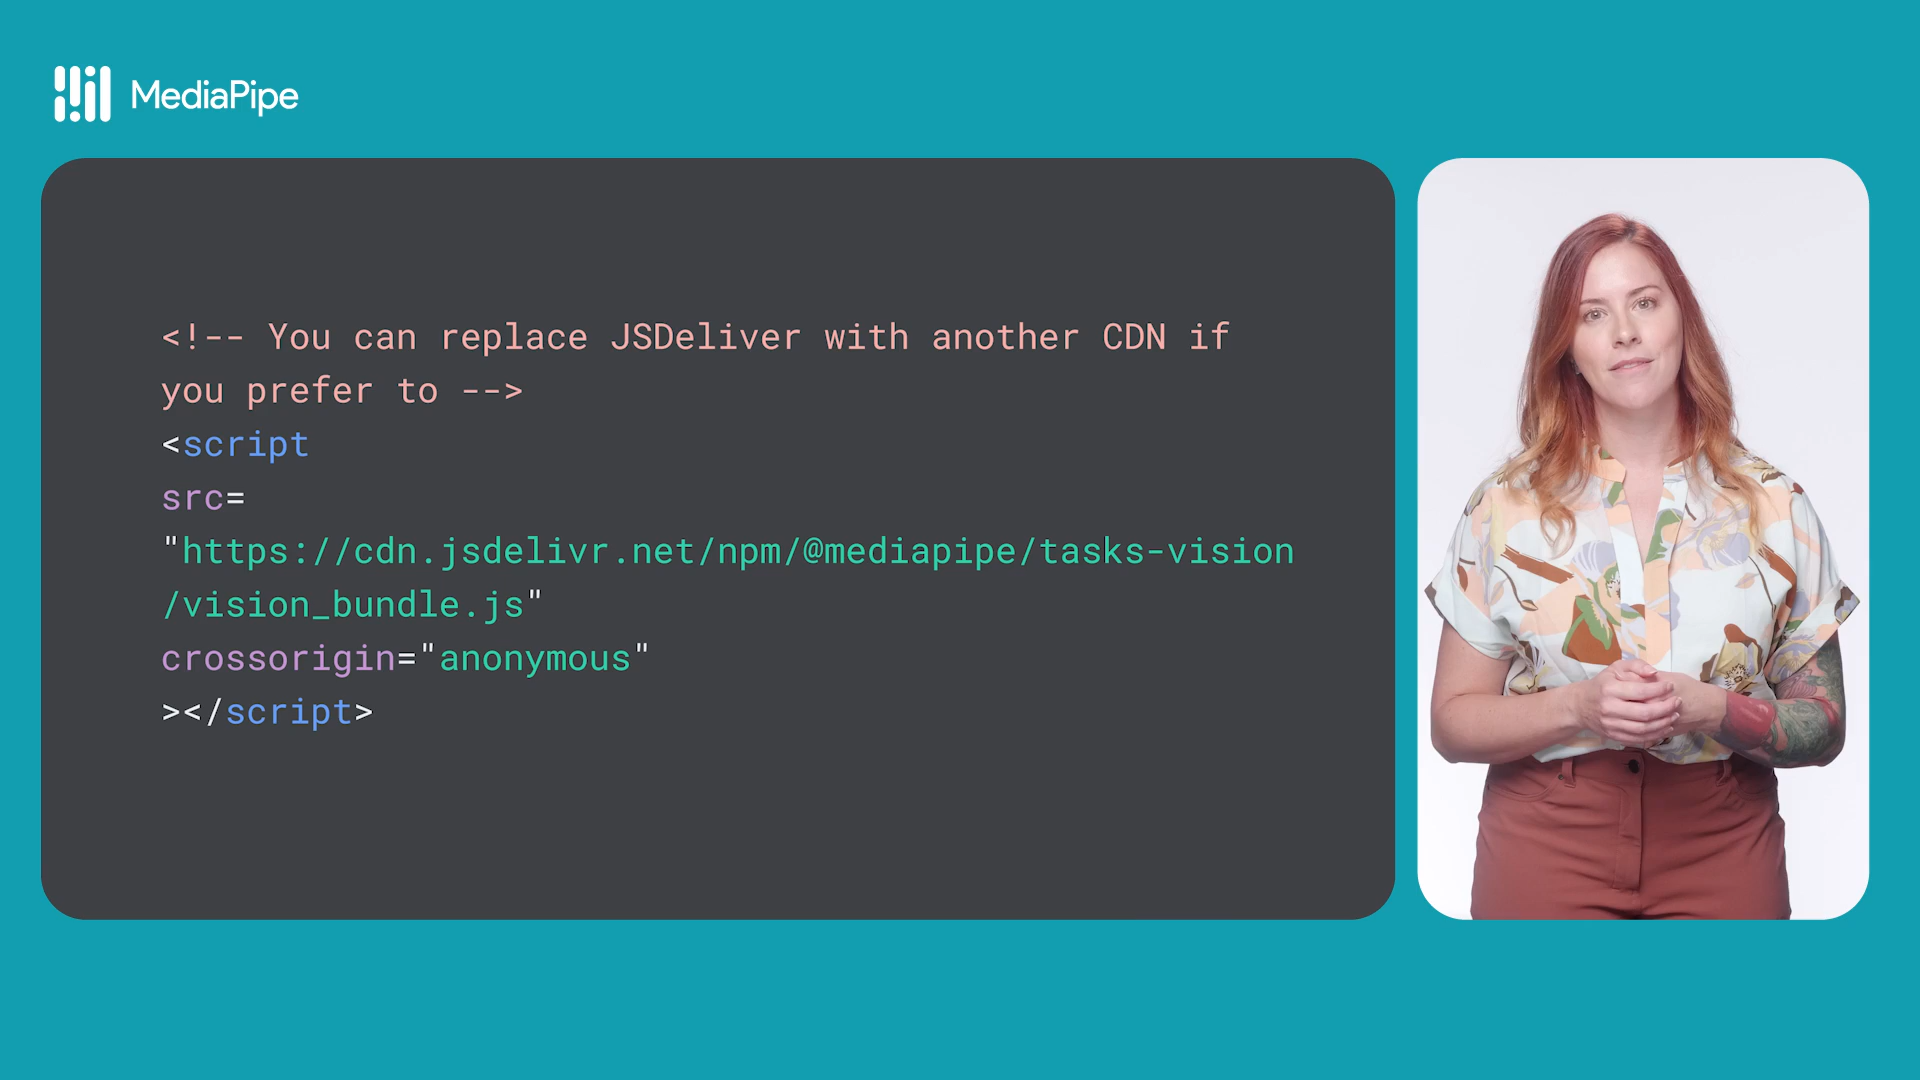 MediaPipe
<!-- You can replace JSDeliver with another CDN if
you prefer to -->
<script
src=
"https://cdn.jsdelivr.net/npm/@mediapipe/tasks-vision
/vision_bundle.js"
crossorigin="anonymous"
></script>